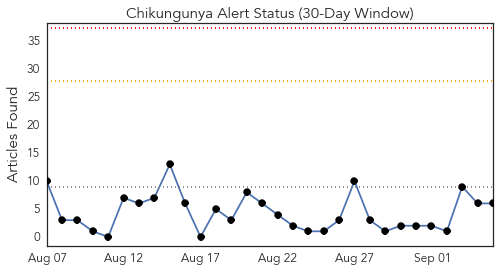 Chikungunya Alert Status (30-Day Window)
Articles Found
35
30
25
20
15
10
5
0
Aug 07 Aug 12 Aug 17 Aug 22 Aug 27 Sep 01